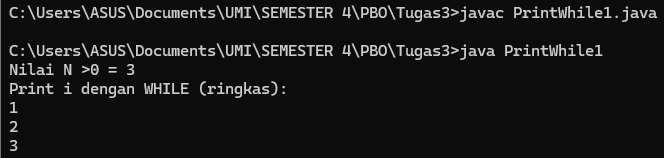 C:\Users\ASUS\Documents\UMI\SEMESTER 4\PBO\Tugas3>javac PrintWhile1.java
C:\Users\ASUS\Documents\UMI\SEMESTER 4\PBO\Tugas3>java PrintWhile1
Nilai N >0 = 3
Print i dengan WHILE (ringkas):
1
2
3